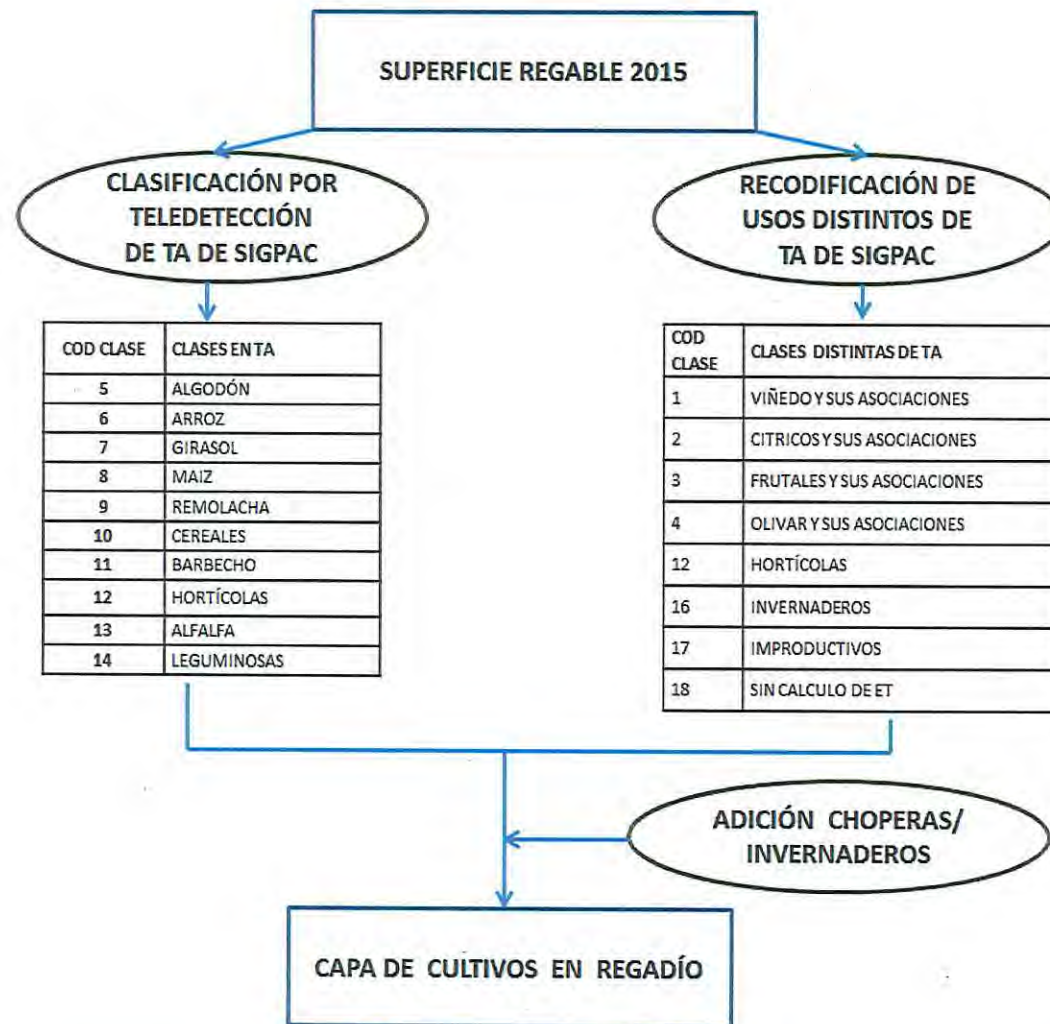 SUPERFICIE REGABLE 2015
CLASIFICACIÓN POR
TELEDETECCIÓN
DE TA DE SIGPAC
RECODIFICACIÓN DE
USOS DISTINTOS DE
TA DE SIGPAC
COD CLASE CLASES EN TA
5 ALGODÓN
6 ARROZ
7 GIRASOL
8 MAIZ
9 REMOLACHA
10 CEREALES
11 BARBECHO
12 HORTÍCOLAS
13 ALFALFA
14 LEGUMINOSAS
COD
CLASE CLASES DISTINTAS DE TA
1 VIÑEDO Y SUS ASOCIACIONES
2 CITRICOS Y SUS ASOCIACIONES
3 FRUTALES Y SUS ASOCIACIONES
4 OLIVAR Y SUS ASOCIACIONES
12 HORTÍCOLAS
16 INVERNADEROS
17 IMPRODUCTIVOS
18 SIN CALCULO DE ET
ADICIÓN CHOPERAS/
INVERNADEROS
CAPA DE CULTIVOS EN REGADÍO